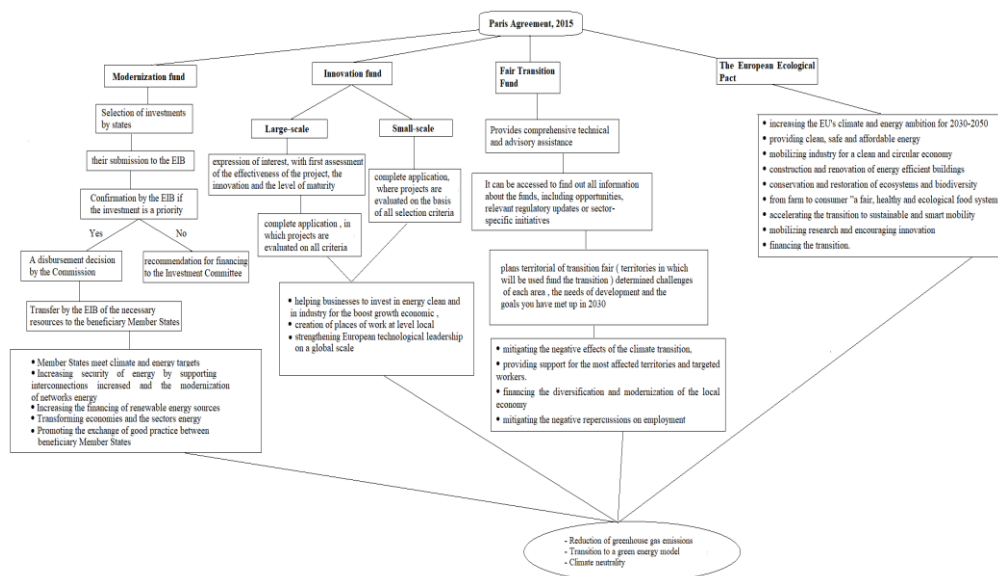 Paris Agreement, 2015
Modernization fund
Selection of investments
by states
their submission to the EIB
Confirmation by the EIB if
the investment is a priority
Yes
No
A disbursement decision
by the Commission
recommendation for financing
to the Investment Committee
Transfer by the EIB of the necessary
resources to the beneficiary Member States
• Member States meet climate and energy targets
• Increasing security of energy by supporting
interconnections increased and the modernization
of networks energy
• Increasing the financing of renewable energy sources
• Transforming economies and the sectors energy
• Promoting the exchange of good practice between
beneficiary Member States
Innovation fund
Large-scale
expression of interest, with first assessment
of the effectiveness of the project, the
innovation and the level of maturity
complete application , in
which projects are
evaluated on all criteria
Small-scale
complete application,
where projects are
evaluated on the basis
of all selection criteria
• helping businesses to invest in energy clean and
in industry for the boost growth economic ,
• creation of places of work at level local
• strengthening European technological leadership
on a global scale
Fair Transition
Fund
Provides comprehensive technical
and advisory assistance
It can be accessed to find out all information
about the funds, including opportunities,
relevant regulatory updates or sector-
specific initiatives
plans territorial of transition fair ( territories in which
will be used fund the transition ) determined challenges
of each area , the needs of development and the
goals you have met up in 2030
• mitigating the negative effects of the climate transition,
• providing support for the most affected territories and targeted
workers.
• financing the diversification and modernization of the local
economy
• mitigating the negative repercussions on employment
The European Ecological
Pact
• increasing the EU's climate and energy ambition for 2030-2050
• providing clean, safe and affordable energy
• mobilizing industry for a clean and circular economy
• construction and renovation of energy efficient buildings
• conservation and restoration of ecosystems and biodiversity
• from farm to consumer "a fair, healthy and ecological food system
• accelerating the transition to sustainable and smart mobility
• mobilizing research and encouraging innovation
• financing the transition.
- Reduction of greenhouse gas emissions
- Transition to a green energy model
- Climate neutrality